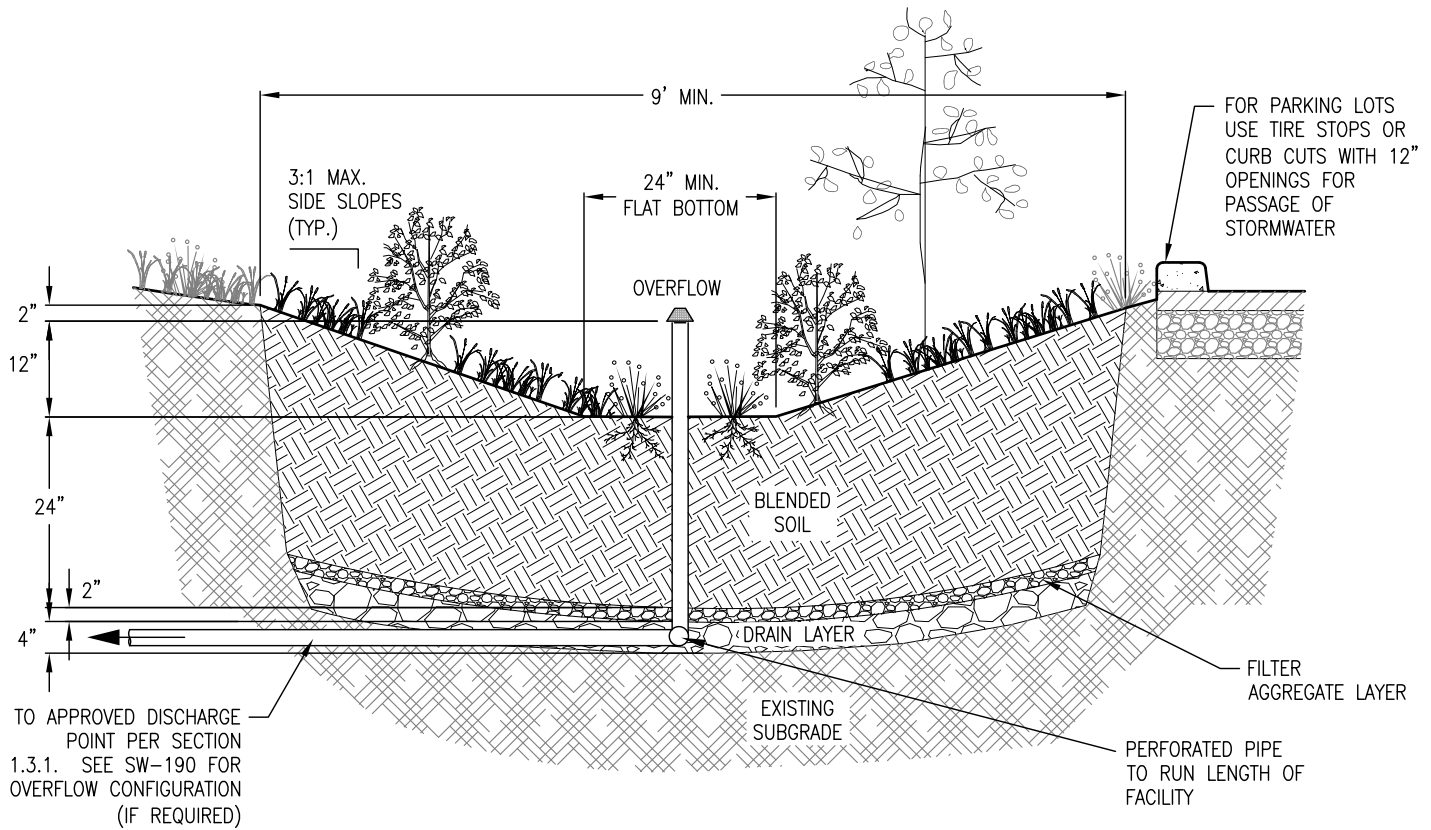 9' MIN.
FOR PARKING LOTS
USE TIRE STOPS OR
CURB CUTS WITH 12"
OPENINGS FOR
PASSAGE OF
STORMWATER
3:1 MAX.
SIDE SLOPES
(TYP.)
24" MIN.
FLAT BOTTOM
OVERFLOW
2"
12"
24"
2"
4"
BLENDED
SOIL
DRAIN LAYER
FILTER
AGGREGATE LAYER
EXISTING
SUBGRADE
TO APPROVED DISCHARGE
POINT PER SECTION
1.3.1. SEE SW-190 FOR
OVERFLOW CONFIGURATION
(IF REQUIRED)
PERFORATED PIPE
TO RUN LENGTH OF
FACILITY